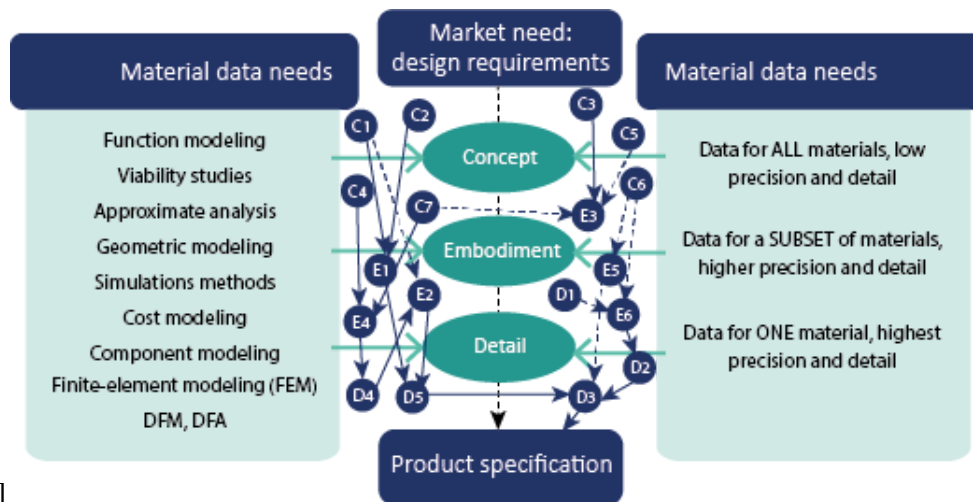 Market need:
design requirements
Material data needs
Material data needs
Function modeling
Viability studies
Approximate analysis
Geometric modeling
Simulations methods
Cost modeling
Component modeling
Finite-element modeling (FEM)
DFM, DFA
C1
C2
C3
C5
C4
C7
C6
Concept
E3
Embodiment
E1
E2
E5
D1
E4
E6
Detail
D4
D5
D3
D2
Data for ALL materials, low
precision and detail
Data for a SUBSET of materials,
higher precision and detail
Data for ONE material, highest
precision and detail
Product specification
]